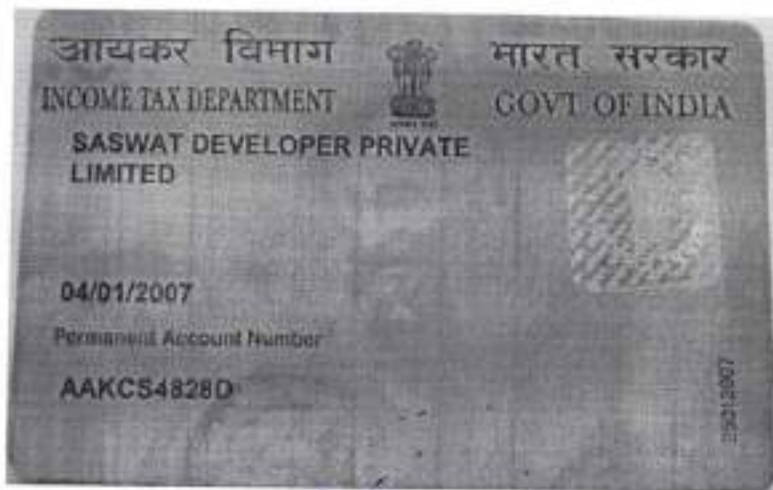 आयकर विभाग
भारत सरकार
INCOME TAX DEPARTMENT
GOVT OF INDIA
SASWAT DEVELOPER PRIVATE
LIMITED
04/01/2007
Permanent Account Number
AAKCS4828D